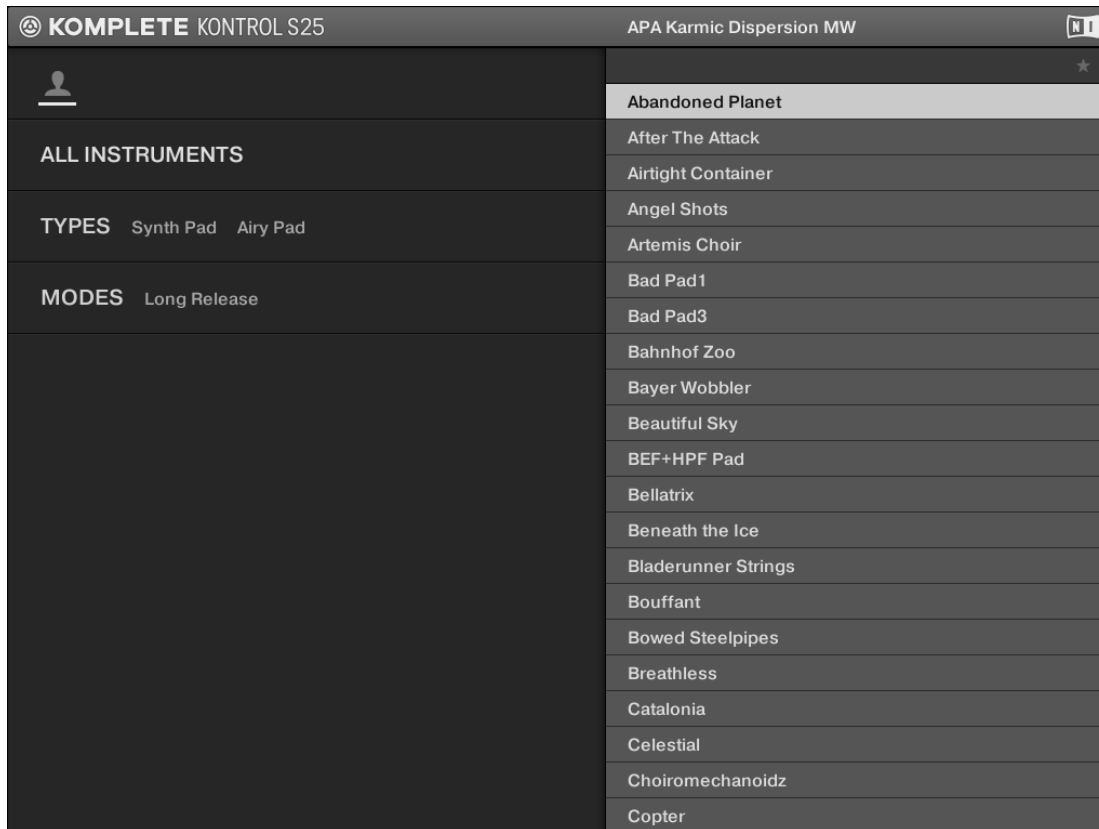 KOMPLETE KONTROL S25
APA Karmic Dispersion MW
NI
ALL INSTRUMENTS
TYPES Synth Pad Airy Pad
MODES Long Release
Abandoned Planet
After The Attack
Airtight Container
Angel Shots
Artemis Choir
Bad Pad1
Bad Pad3
Bahnhof Zoo
Bayer Wobbler
Beautiful Sky
BEF+HPF Pad
Bellatrix
Beneath the Ice
Bladerunner Strings
Bouffant
Bowed Steelpipes
Breathless
Catalonia
Celestial
Choiromechanoidz
Copter